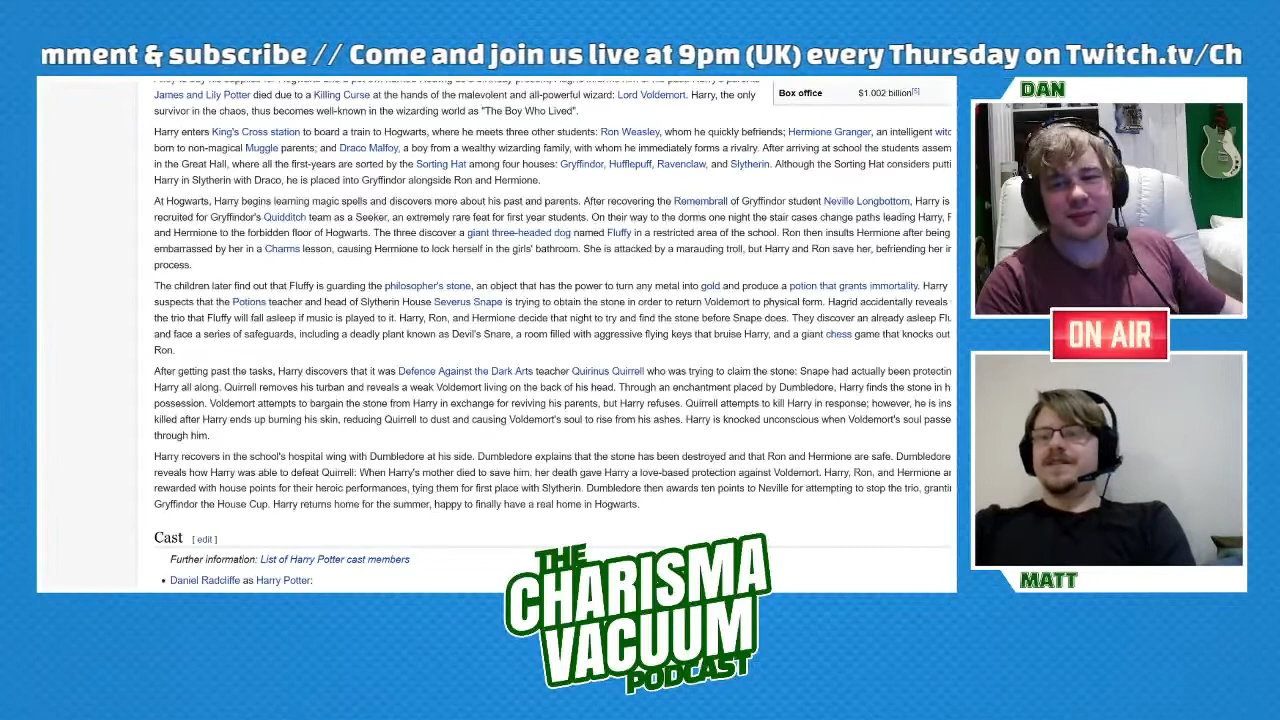 mment & subscribe // Come and join us live at 9pm (UK) every Thursday on Twitch.tv/Ch
James and Lily Potter died due to a Killing Curse at the hands of the malevolent and all-powerful wizard: Lord Voldemort. Harry, the only
survivor in the chaos, thus becomes well-known in the wizarding world as "The Boy Who Lived".
Box office $1.002 billion[5]
Harry enters King's Cross station to board a train to Hogwarts, where he meets three other students: Ron Weasley, whom he quickly befriends; Hermione Granger, an intelligent witc
born to non-magical Muggle parents; and Draco Malfoy, a boy from a wealthy wizarding family, with whom he immediately forms a rivalry. After arriving at school the students assem
in the Great Hall, where all the first-years are sorted by the Sorting Hat among four houses: Gryffindor, Hufflepuff, Ravenclaw, and Slytherin. Although the Sorting Hat considers putti
Harry in Slytherin with Draco, he is placed into Gryffindor alongside Ron and Hermione.
At Hogwarts, Harry begins learning magic spells and discovers more about his past and parents. After recovering the Remembrall of Gryffindor student Neville Longbottom, Harry is
recruited for Gryffindor's Quidditch team as a Seeker, an extremely rare feat for first year students. On their way to the dorms one night the stair cases change paths leading Harry,
and Hermione to the forbidden floor of Hogwarts. The three discover a giant three-headed dog named Fluffy in a restricted area of the school. Ron then insults Hermione after being
embarrassed by her in a Charms lesson, causing Hermione to lock herself in the girls' bathroom. She is attacked by a marauding troll, but Harry and Ron save her, befriending her in
process.
The children later find out that Fluffy is guarding the philosopher's stone, an object that has the power to turn any metal into gold and produce a potion that grants immortality. Harry
suspects that the Potions teacher and head of Slytherin House Severus Snape is trying to obtain the stone in order to return Voldemort to physical form. Hagrid accidentally reveals
the trio that Fluffy will fall asleep if music is played to it. Harry, Ron, and Hermione decide that night to try and find the stone before Snape does. They discover an already asleep Flu
and face a series of safeguards, including a deadly plant known as Devil's Snare, a room filled with aggressive flying keys that bruise Harry, and a giant chess game that knocks out
Ron.
After getting past the tasks, Harry discovers that it was Defence Against the Dark Arts teacher Quirinus Quirrell who was trying to claim the stone: Snape had actually been protectin
Harry all along. Quirrell removes his turban and reveals a weak Voldemort living on the back of his head. Through an enchantment placed by Dumbledore, Harry finds the stone in h
possession. Voldemort attempts to bargain the stone from Harry in exchange for reviving his parents, but Harry refuses. Quirrell attempts to kill Harry in response; however, he is ins
killed after Harry ends up burning his skin, reducing Quirrell to dust and causing Voldemort's soul to rise from his ashes. Harry is knocked unconscious when Voldemort's soul passe
through him.
Harry recovers in the school's hospital wing with Dumbledore at his side. Dumbledore explains that the stone has been destroyed and that Ron and Hermione are safe. Dumbledore
reveals how Harry was able to defeat Quirrell: When Harry's mother died to save him, her death gave Harry a love-based protection against Voldemort. Harry, Ron, and Hermione ar
rewarded with house points for their heroic performances, tying them for first place with Slytherin. Dumbledore then awards ten points to Neville for attempting to stop the trio, granti
Gryffindor the House Cup. Harry returns home for the summer, happy to finally have a real home in Hogwarts.
Cast [ edit ]
Further information: List of Harry Potter cast members
• Daniel Radcliffe as Harry Potter:
DAN
ON AIR
MATT
THE
CHARISMA
VACUUM
PODCAST